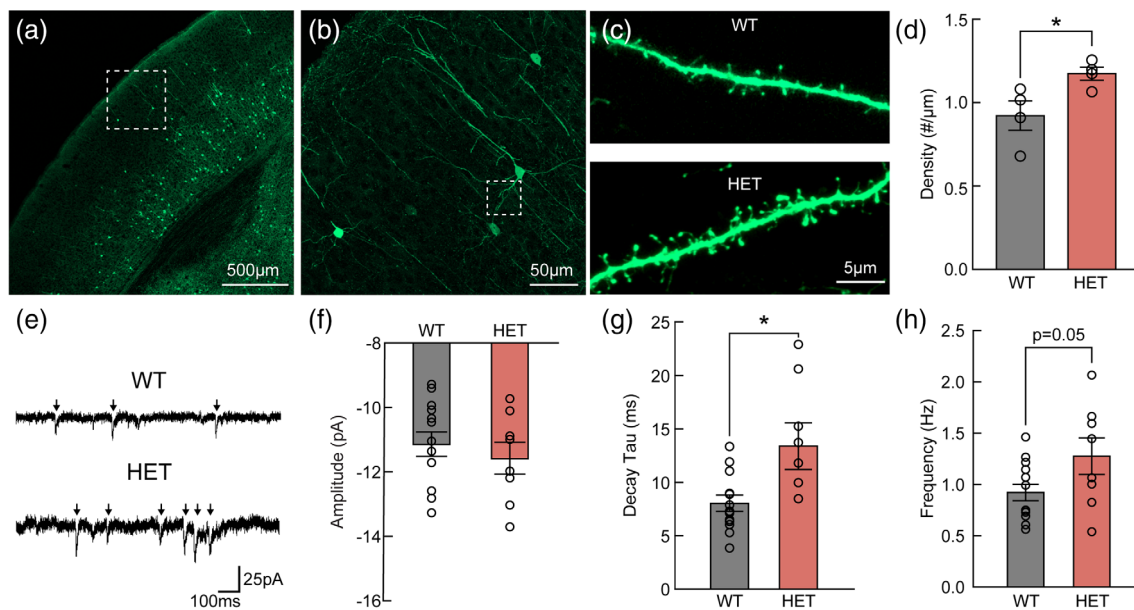 (a)
500µm
(b)
50µm
(c)
WT
HET
5µm
(d)
*
Density (#/µm)
1.5
1.0
0.5
0.0
WT
HET
(e)
WT
HET
25pA
100ms
(f)
WT
HET
Amplitude (pA)
-8
-10
-12
-14
-16
(g)
*
Decay Tau (ms)
25
20
15
10
5
0
WT
HET
(h)
p=0.05
Frequency (Hz)
2.5
2.0
1.5
1.0
0.5
0.0
WT
HET